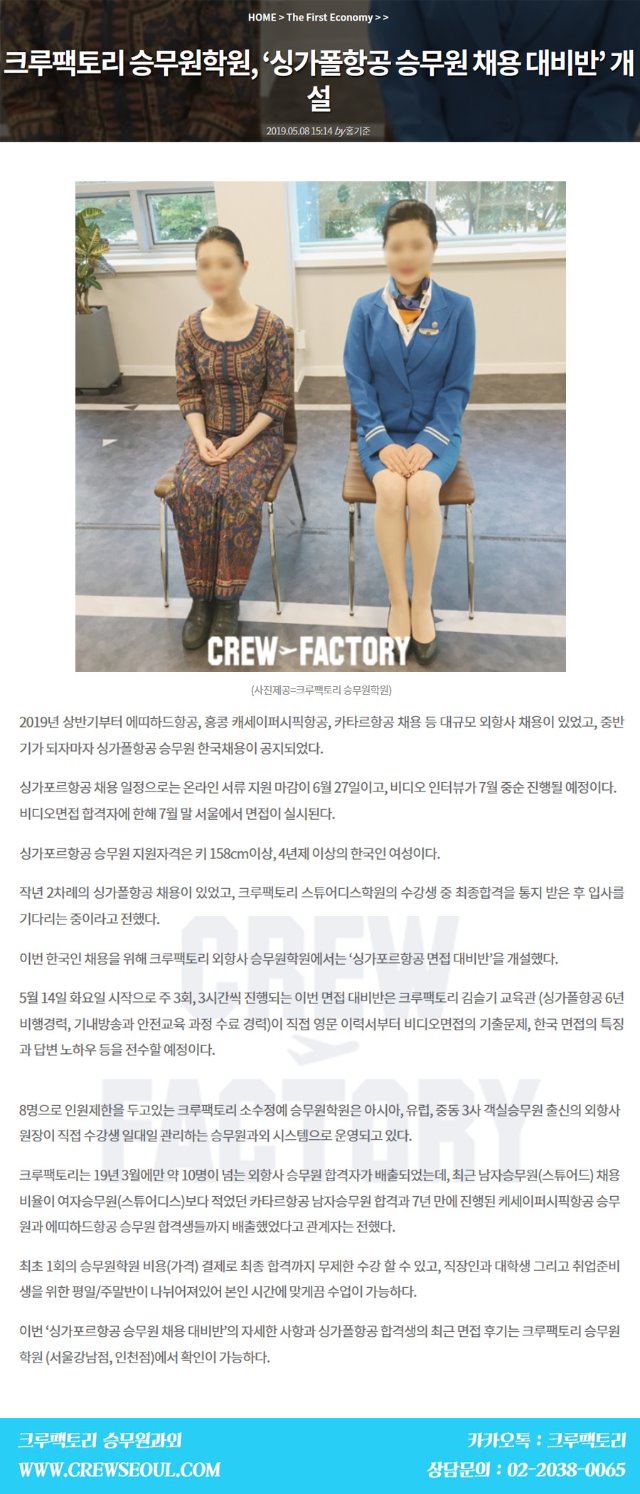 HOME > The First Economy > >
크루팩토리 승무원학원, ‘싱가폴항공 승무원 채용 대비반’ 개
설
2019.05.08 15:14 by홍기준
CREW FACTORY
(사진제공=크루팩토리 승무원학원)
2019년 상반기부터 에띠하드항공, 홍콩 캐세이퍼시픽항공, 카타르항공 채용 등 대규모 외항사 채용이 있었고, 중반
기가 되자마자 싱가폴항공 승무원 한국채용이 공지되었다.
싱가포르항공 채용 일정으로는 온라인 서류 지원 마감이 6월 27일이고, 비디오 인터뷰가 7월 중순 진행될 예정이다.
비디오면접 합격자에 한해 7월 말 서울에서 면접이 실시된다.
싱가포르항공 승무원 지원자격은 키 158cm이상, 4년제 이상의 한국인 여성이다.
작년 2차례의 싱가폴항공 채용이 있었고, 크루팩토리 스튜어디스학원의 수강생 중 최종합격을 통지 받은 후 입사를
기다리는 중이라고 전했다.
이번 한국인 채용을 위해 크루팩토리 외항사 승무원학원에서는 ‘싱가포르항공 면접 대비반’을 개설했다.
5월 14일 화요일 시작으로 주 3회, 3시간씩 진행되는 이번 면접 대비반은 크루팩토리 김슬기 교육관 (싱가폴항공 6년
비행경력, 기내방송과 안전교육 과정 수료 경력)이 직접 영문 이력서부터 비디오면접의 기출문제, 한국 면접의 특징
과 답변 노하우 등을 전수할 예정이다.
CREW
FACTORY
8명으로 인원제한을 두고있는 크루팩토리 소수정예 승무원학원은 아시아, 유럽, 중동 3사 객실승무원 출신의 외항사
원장이 직접 수강생 일대일 관리하는 승무원과외 시스템으로 운영되고 있다.
크루팩토리는 19년 3월에만 약 10명이 넘는 외항사 승무원 합격자가 배출되었는데, 최근 남자승무원(스튜어드) 채용
비율이 여자승무원(스튜어디스)보다 적었던 카타르항공 남자승무원 합격과 7년 만에 진행된 케세이퍼시픽항공 승무
원과 에띠하드항공 승무원 합격생들까지 배출했었다고 관계자는 전했다.
최초 1회의 승무원학원 비용(가격) 결제로 최종 합격까지 무제한 수강 할 수 있고, 직장인과 대학생 그리고 취업준비
생을 위한 평일/주말반이 나뉘어져있어 본인 시간에 맞게끔 수업이 가능하다.
이번 ‘싱가포르항공 승무원 채용 대비반’의 자세한 사항과 싱가폴항공 합격생의 최근 면접 후기는 크루팩토리 승무원
학원 (서울강남점, 인천점)에서 확인이 가능하다.
크루팩토리 승무원과외
카카오톡 : 크루팩토리
WWW.CREWSEOUL.COM
상담문의 : 02-2038-0065